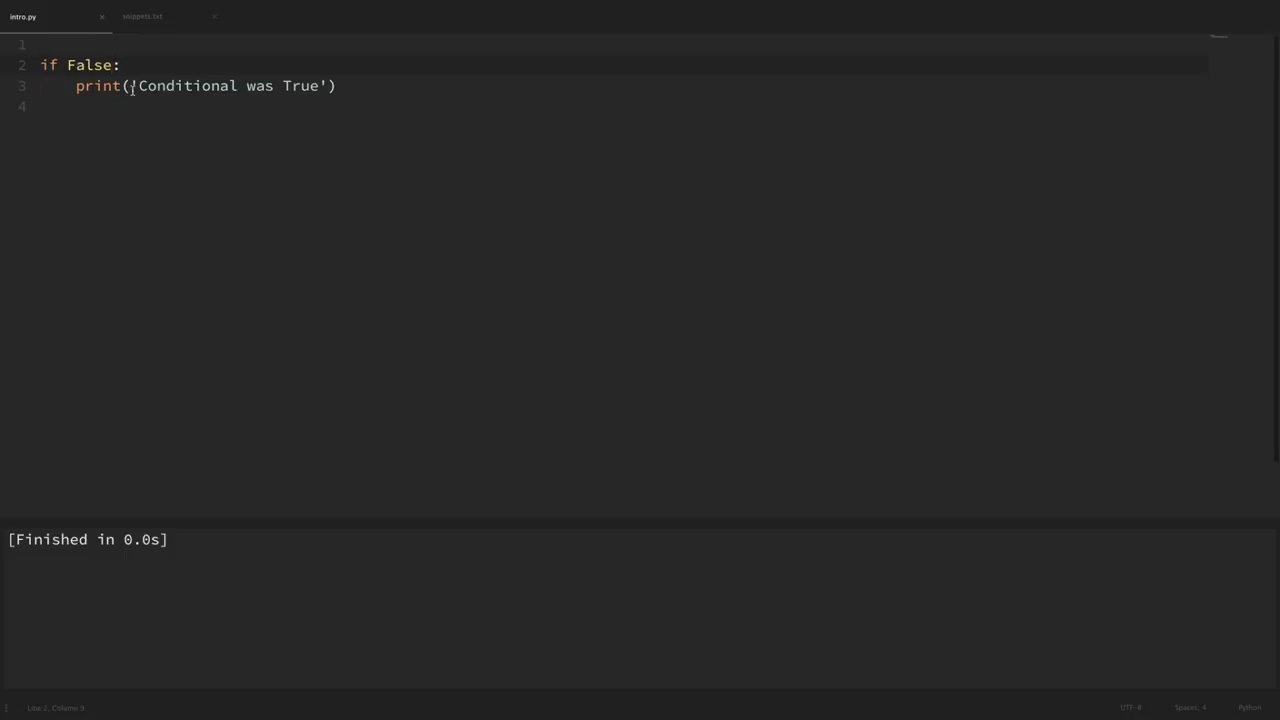 intro.py × snippets.txt ×
1
2 if False:
3 print('Conditional was True')
4
[Finished in 0.0s]
Line 2, Column 9 UTF-8 Spaces: 4 Python